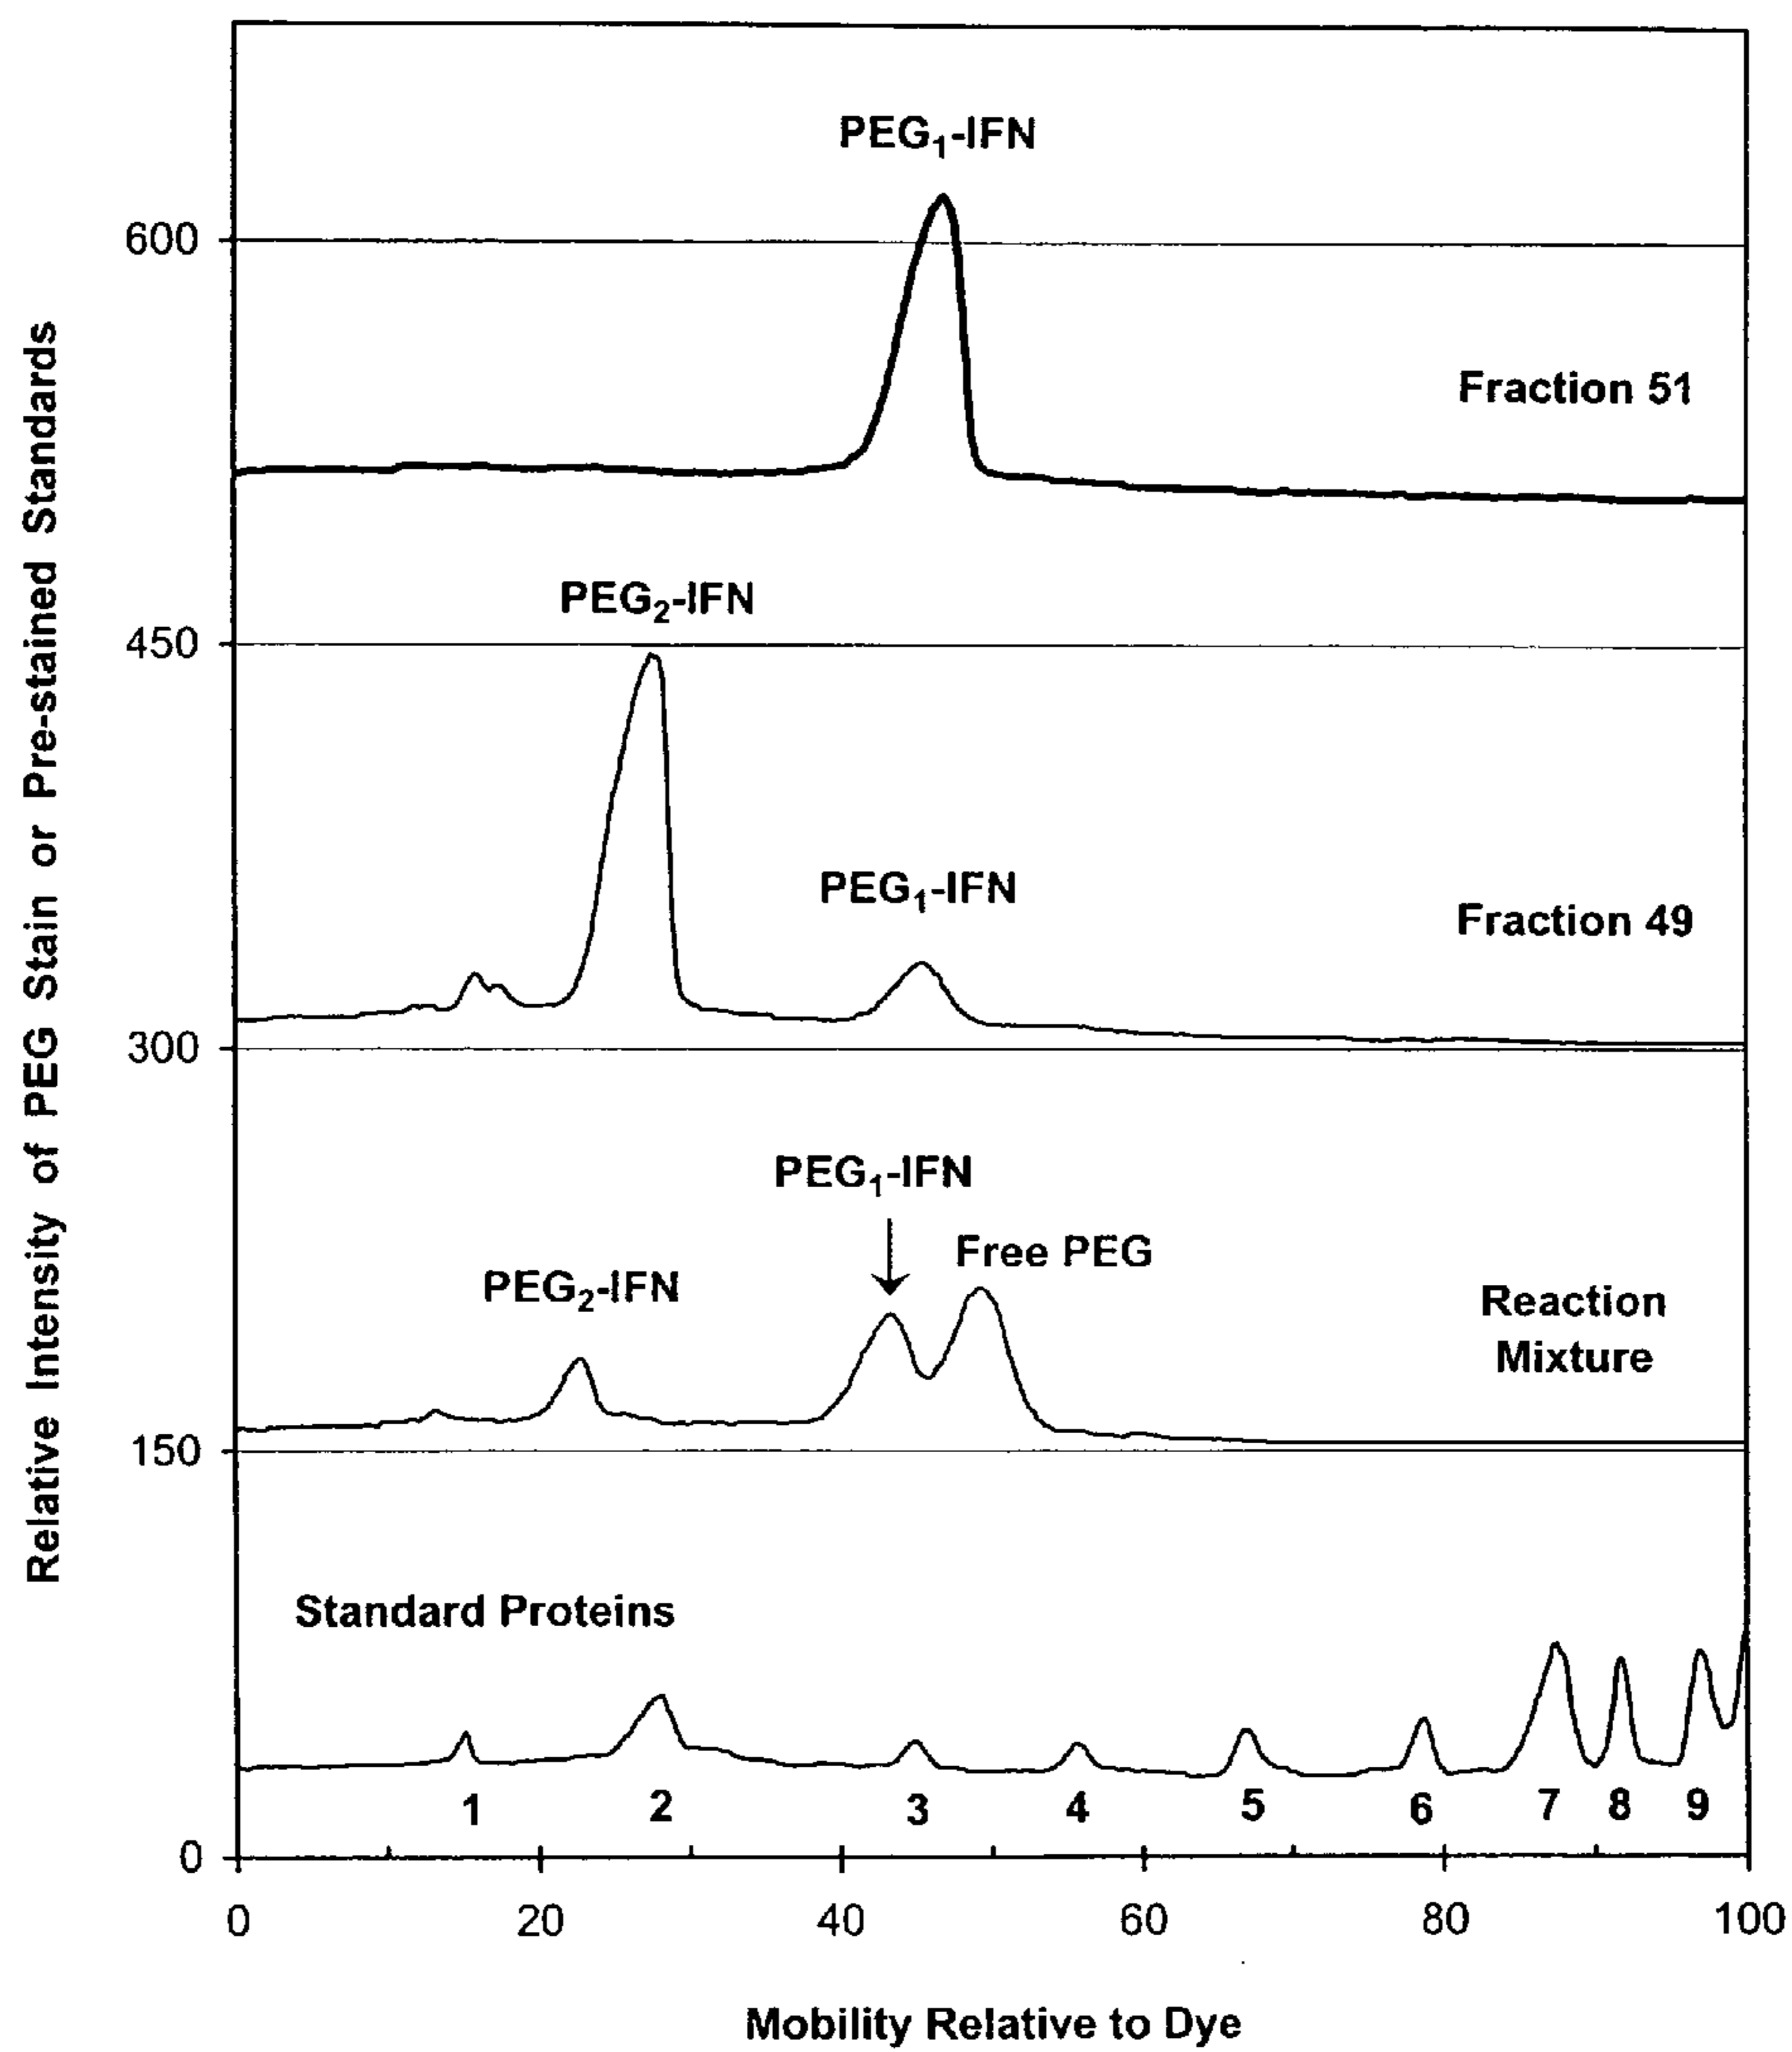 PEG₁-IFN
600
Fraction 51
PEG₂-IFN
450
PEG₁-IFN
Fraction 49
300
PEG₁-IFN
Free PEG
PEG₂-IFN
Reaction
Mixture
150
Standard Proteins
1 2 3 4 5 6 7 8 9
0
0 20 40 60 80 100
Mobility Relative to Dye
Relative Intensity of PEG Stain or Pre-stained Standards